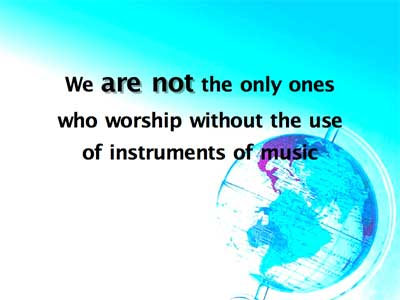 We are not the only ones
who worship without the use
of instruments of music